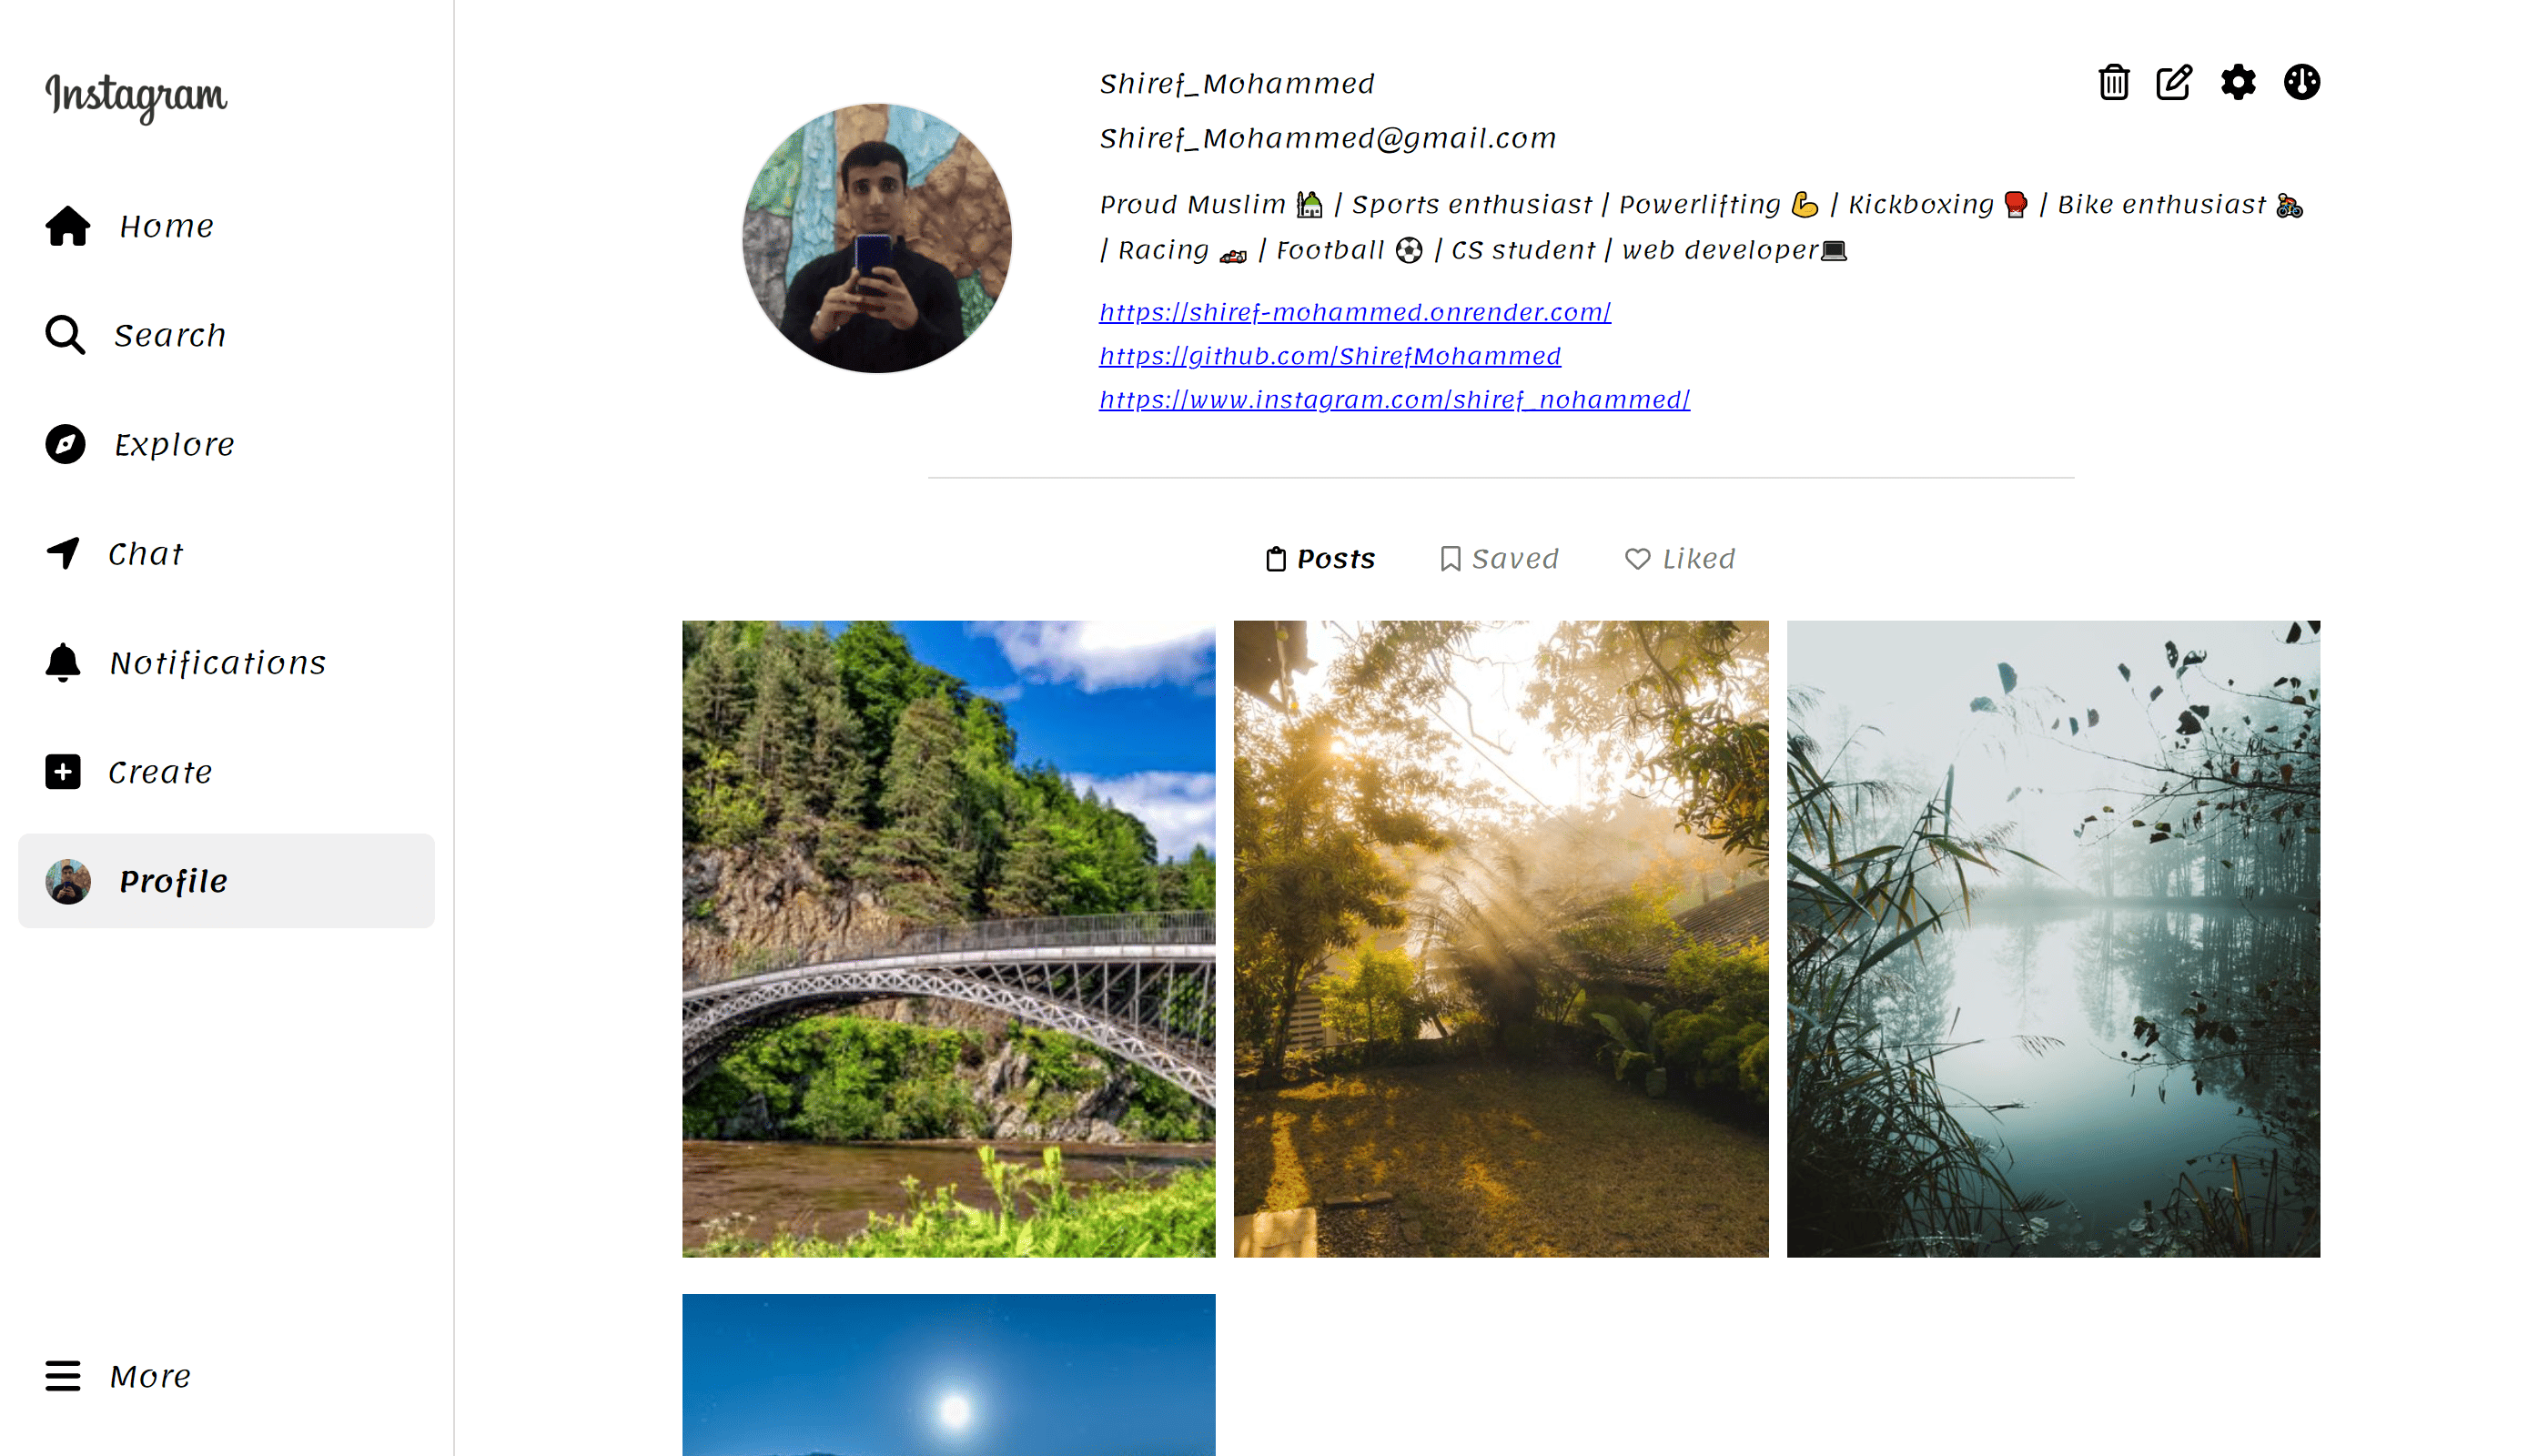 Instagram
Home
Search
Explore
Chat
Notifications
Create
Profile
More
Shiref_Mohammed
Shiref_Mohammed@gmail.com
Proud Muslim 🕌 | Sports enthusiast | Powerlifting 💪 | Kickboxing 🥊 | Bike enthusiast 🚴
| Racing 🏎️ | Football ⚽ | CS student | web developer💻
https://shiref-mohammed.onrender.com/
https://github.com/ShirefMohammed
https://www.instagram.com/shiref_nohammed/
Posts
Saved
Liked